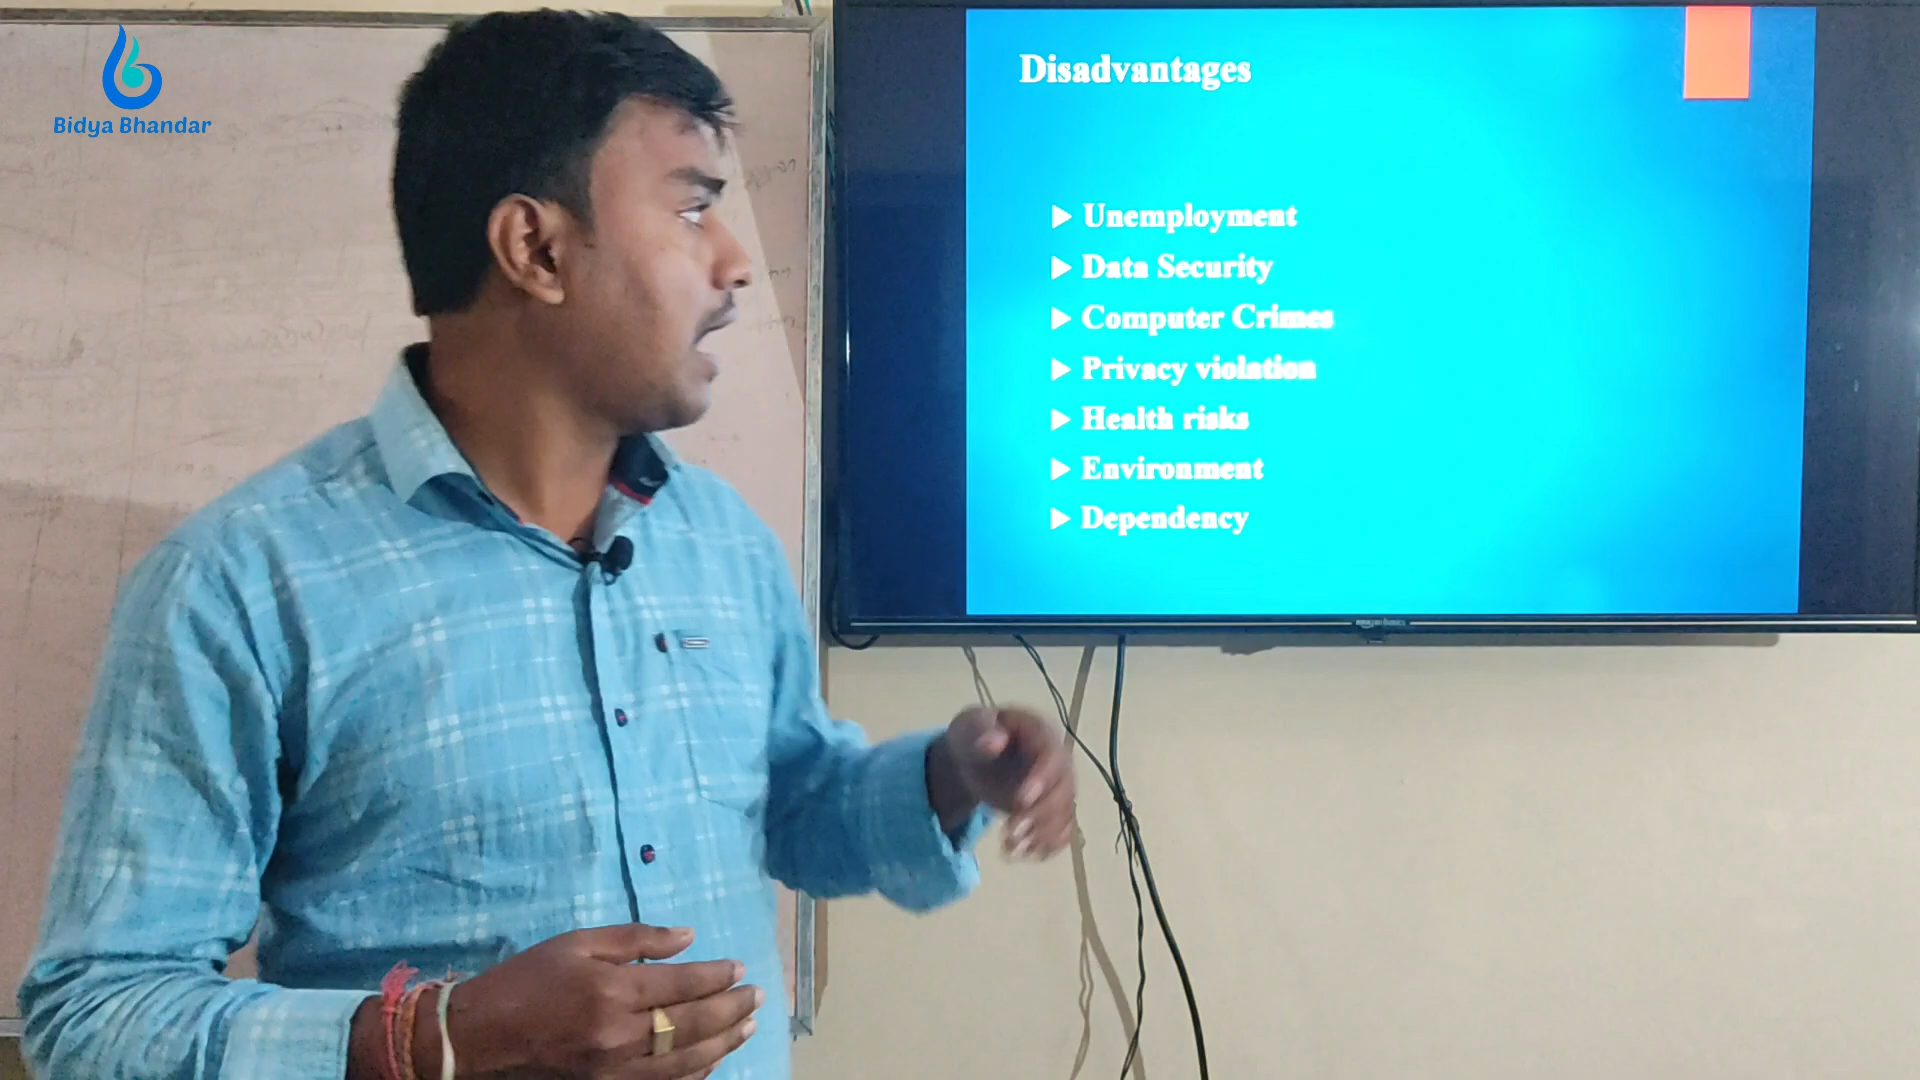 Bidya Bhandar
Disadvantages
Unemployment
Data Security
Computer Crimes
Privacy violation
Health risks
Environment
Dependency